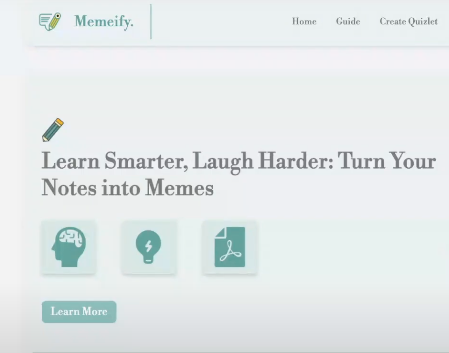 Memeify.
Home Guide Create Quizlet
Learn Smarter, Laugh Harder: Turn Your
Notes into Memes
Learn More